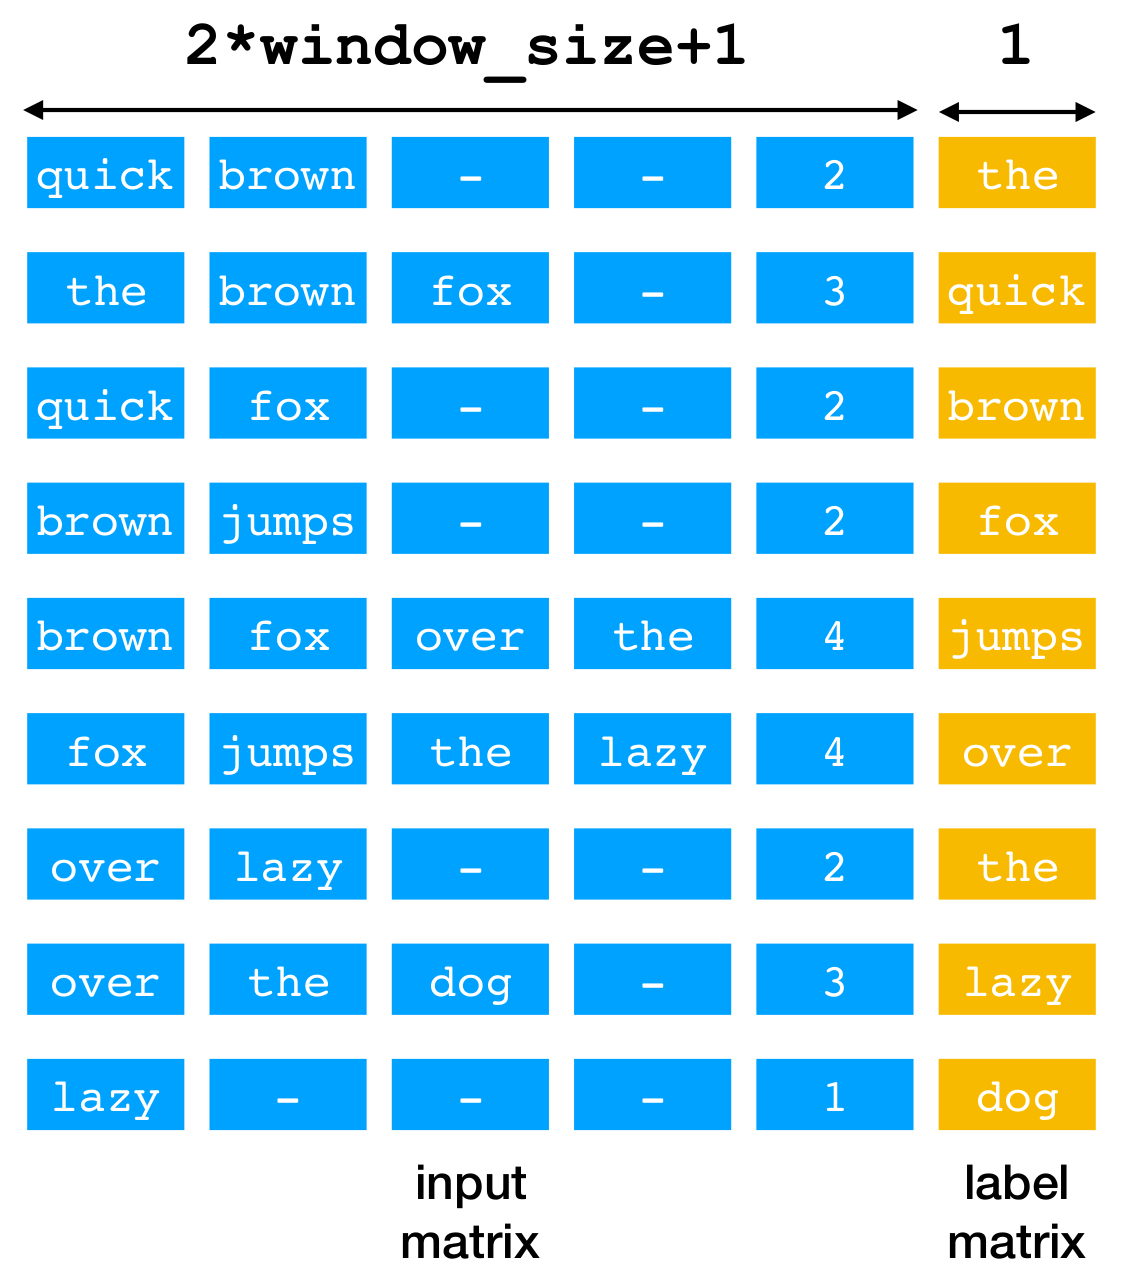 2*window_size+1 1
quick brown - - 2 the
the brown fox - 3 quick
quick fox - - 2 brown
brown jumps - - 2 fox
brown fox over the 4 jumps
fox jumps the lazy 4 over
over lazy - - 2 the
over the dog - 3 lazy
lazy - - - 1 dog
input label
matrix matrix